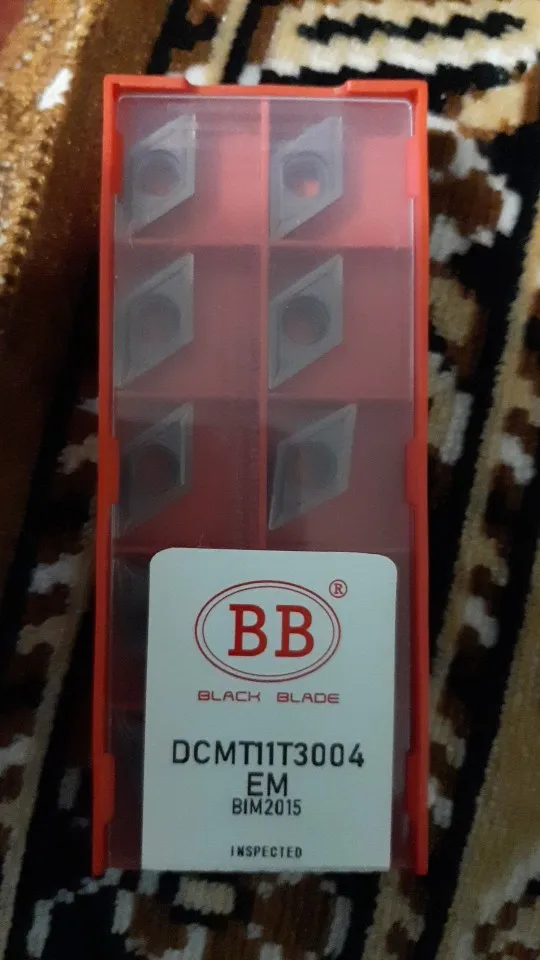 BB®
BLACK BLADE
DCMT11T3004
EM
BIM2015
INSPECTED